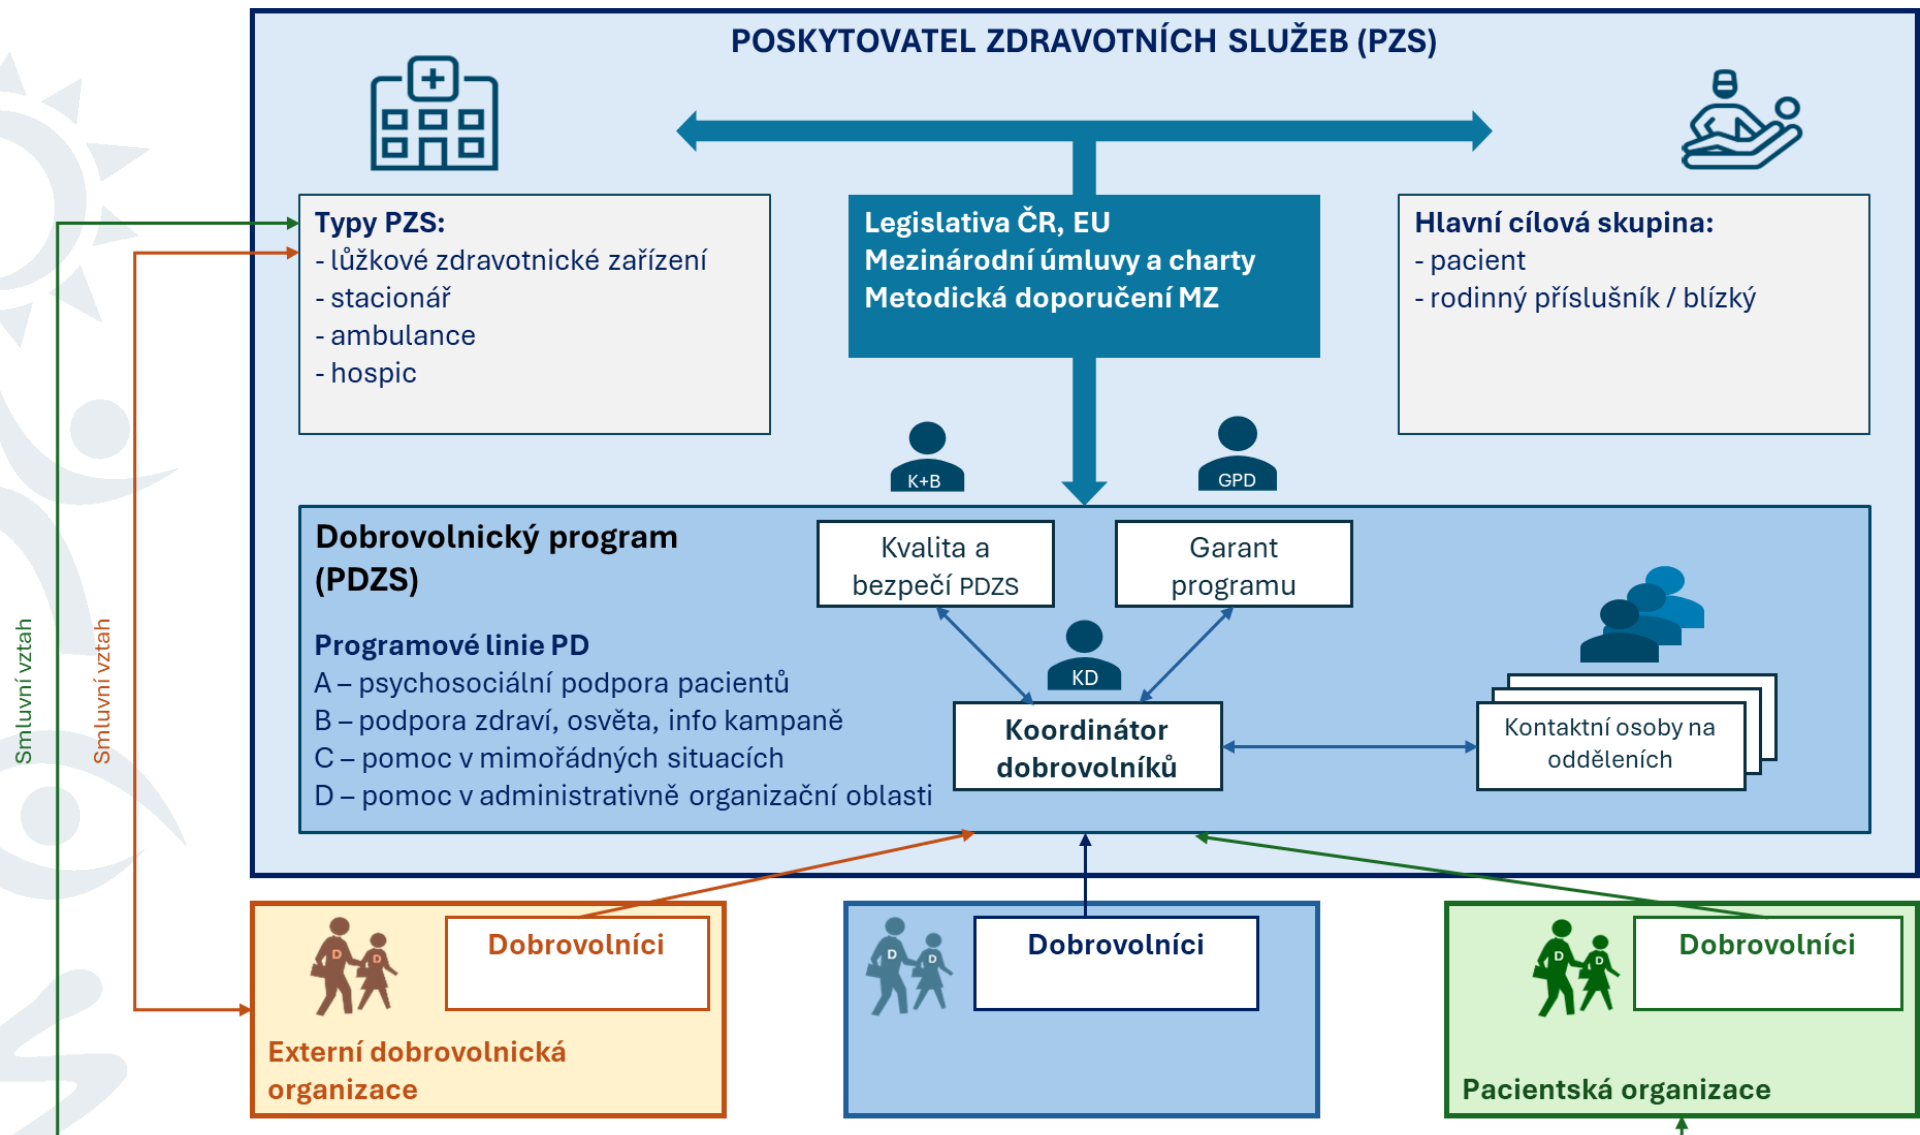 POSKYTOVATEL ZDRAVOTNÍCH SLUŽEB (PZS)
Typy PZS:
- lůžkové zdravotnické zařízení
- stacionář
- ambulance
- hospic
Legislativa ČR, EU
Mezinárodní úmluvy a charty
Metodická doporučení MZ
Hlavní cílová skupina:
- pacient
- rodinný příslušník / blízký
K+B
GPD
Dobrovolnický program
(PDZS)
Kvalita a
bezpečí PDZS
Garant
programu
Programové linie PD
A – psychosociální podpora pacientů
B – podpora zdraví, osvěta, info kampaně
C – pomoc v mimořádných situacích
D – pomoc v administrativně organizační oblasti
KD
Koordinátor
dobrovolníků
Kontaktní osoby na
odděleních
Smluvní vztah
Smluvní vztah
D
D
Dobrovolníci
Externí dobrovolnická
organizace
D
D
Dobrovolníci
D
D
Dobrovolníci
Pacientská organizace